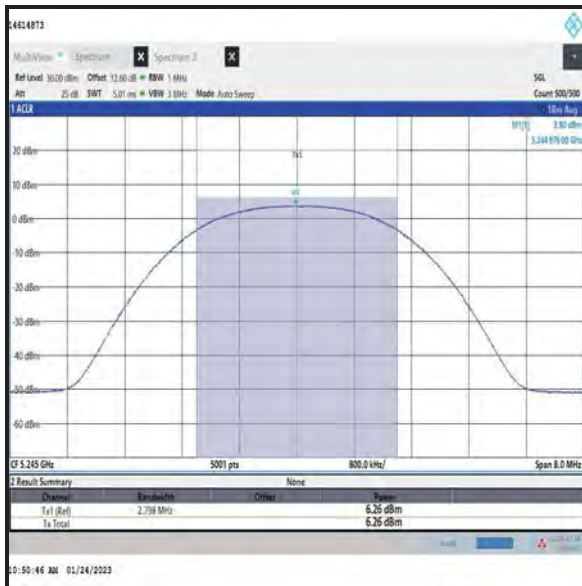 14614873
MultiView Spectrum X Spectrum 2 X
Ref Level 30.00 dBm Offset 12.60 dB RBW 1 MHz SGL
Att 25 dB SWT 5.01 ms VBW 3 MHz Mode Auto Sweep Count 500/500
1 ACLR
M1[1] 3.80 dBm
5.244 976 00 GHz
Tx1
M1
20 dBm
10 dBm
0 dBm
-10 dBm
-20 dBm
-30 dBm
-40 dBm
-50 dBm
-60 dBm
CF 5.245 GHz 5001 pts 800.0 kHz/ Span 8.0 MHz
2 Result Summary None
Channel Bandwidth Offset Power
Tx1 (Ref) 2.798 MHz 6.26 dBm
Tx Total 6.26 dBm
10:50:46 AM 01/24/2023